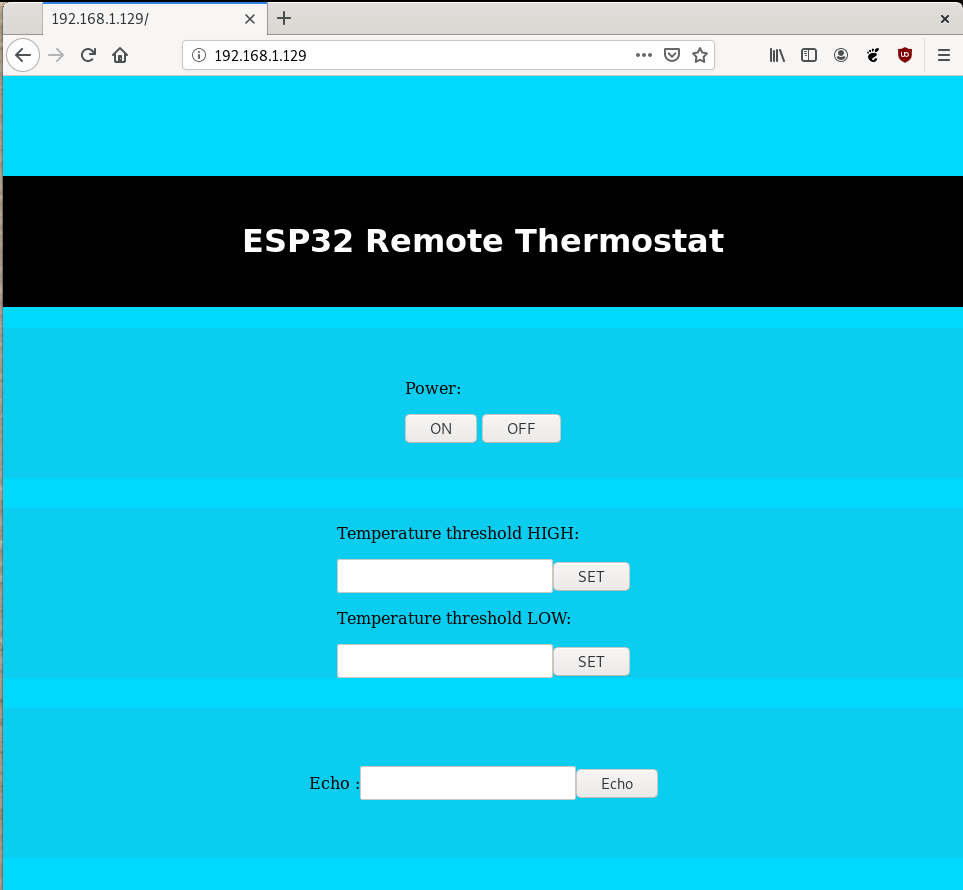 192.168.1.129/
192.168.1.129
ESP32 Remote Thermostat
Power:
ON OFF
Temperature threshold HIGH:
SET
Temperature threshold LOW:
SET
Echo : Echo